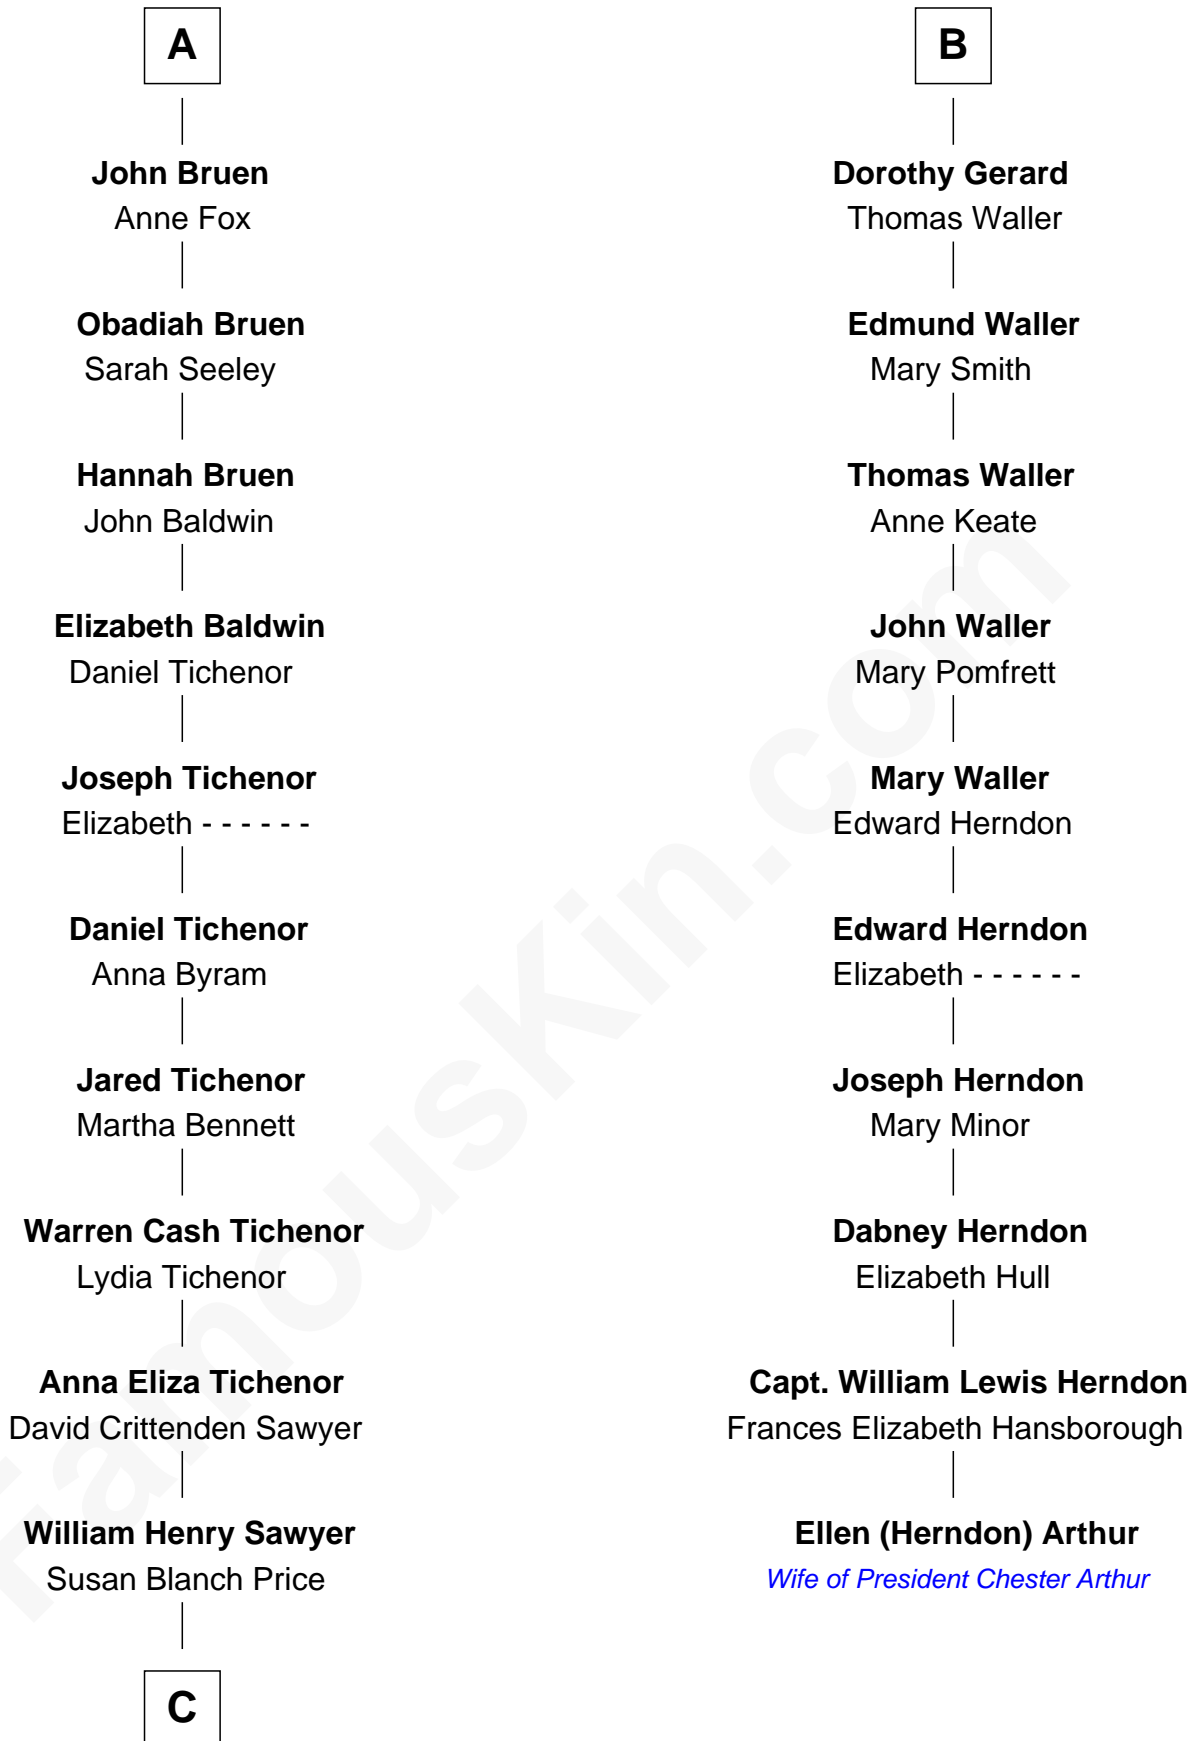 A
John Bruen
Anne Fox
Obadiah Bruen
Sarah Seeley
Hannah Bruen
John Baldwin
Elizabeth Baldwin
Daniel Tichenor
Joseph Tichenor
Elizabeth - - - - - -
Daniel Tichenor
Anna Byram
Jared Tichenor
Martha Bennett
Warren Cash Tichenor
Lydia Tichenor
Anna Eliza Tichenor
David Crittenden Sawyer
William Henry Sawyer
Susan Blanch Price
C
B
Dorothy Gerard
Thomas Waller
Edmund Waller
Mary Smith
Thomas Waller
Anne Keate
John Waller
Mary Pomfrett
Mary Waller
Edward Herndon
Edward Herndon
Elizabeth - - - - - -
Joseph Herndon
Mary Minor
Dabney Herndon
Elizabeth Hull
Capt. William Lewis Herndon
Frances Elizabeth Hansborough
Ellen (Herndon) Arthur
Wife of President Chester Arthur
FamousKin.com